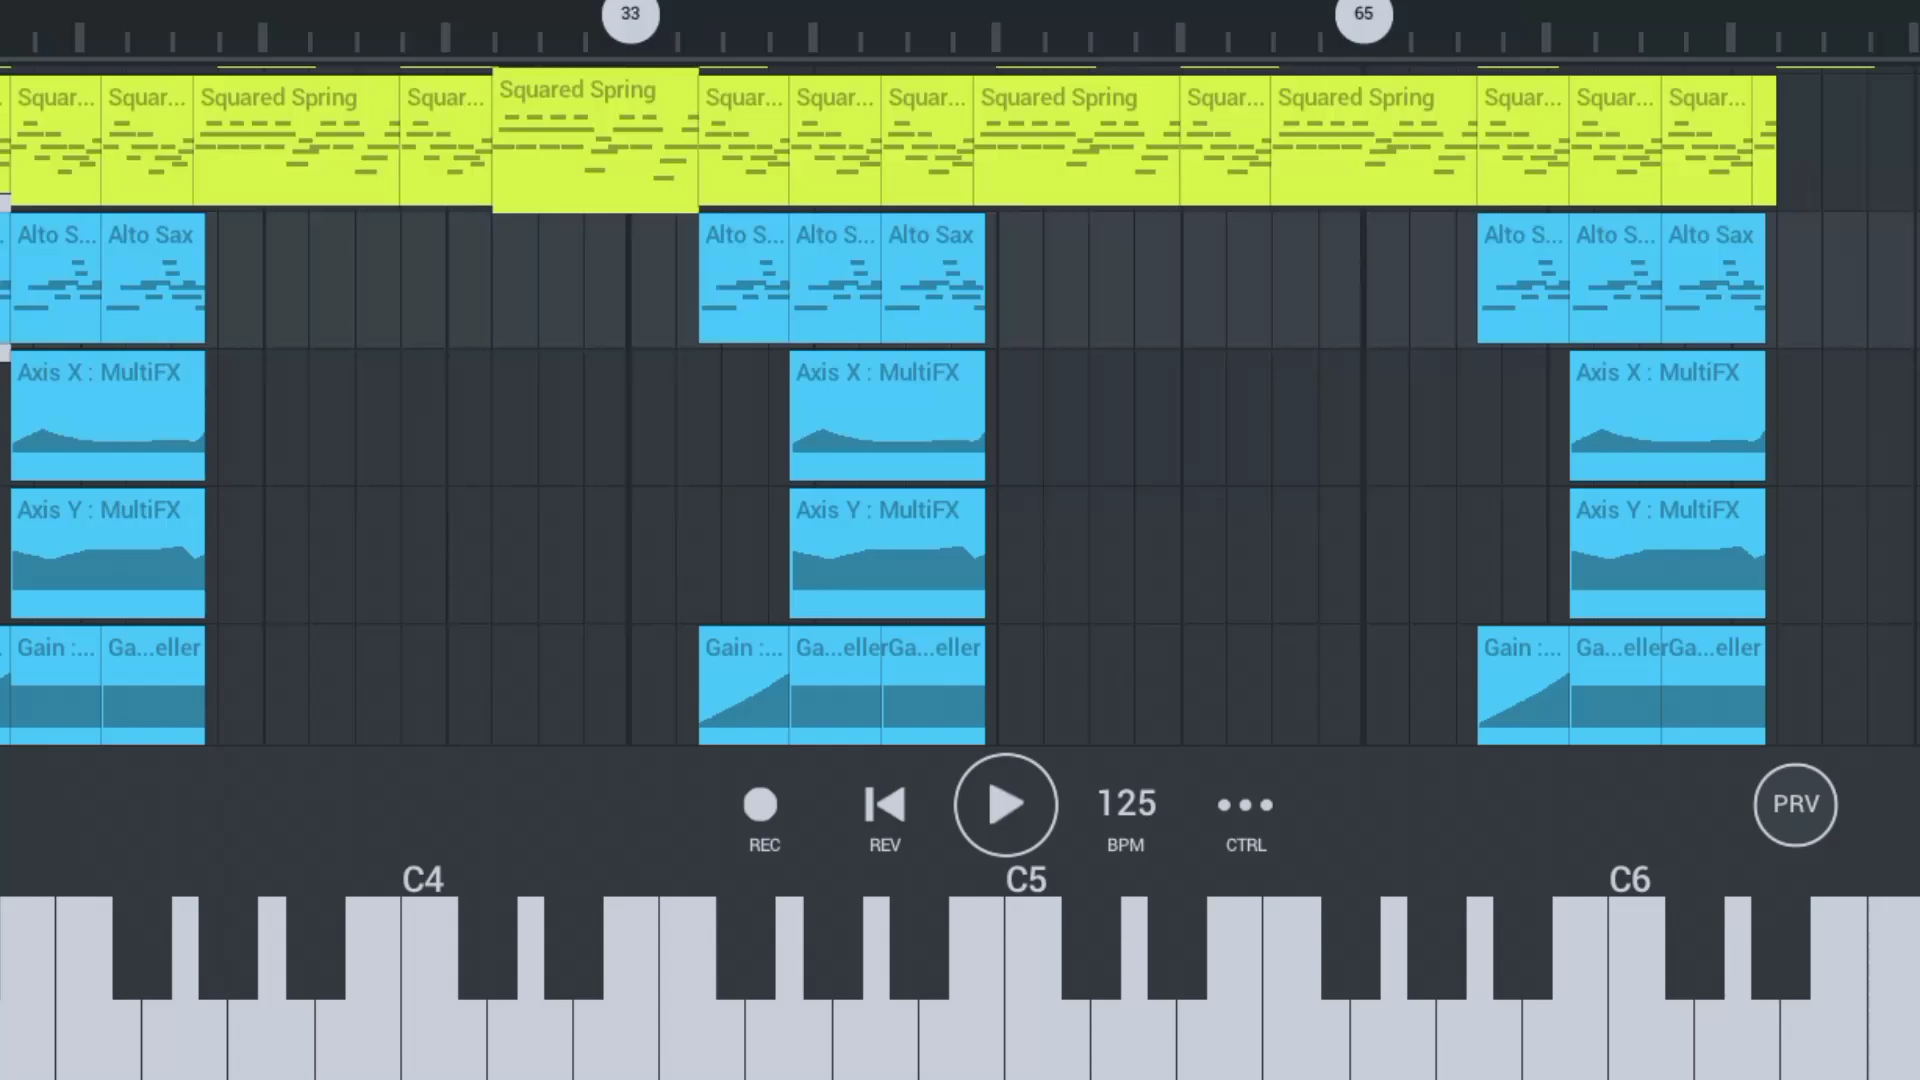 33 65
Squar... Squar... Squared Spring Squar... Squared Spring Squar... Squar... Squar... Squared Spring Squar... Squared Spring Squar... Squar... Squar...
Alto S... Alto Sax Alto S... Alto S... Alto Sax Alto S... Alto S... Alto Sax
Axis X : MultiFX Axis X : MultiFX Axis X : MultiFX
Axis Y : MultiFX Axis Y : MultiFX Axis Y : MultiFX
Gain :... Ga...eller Gain :... Ga...eller Ga...eller Gain :... Ga...eller Ga...eller
125 PRV
REC REV BPM CTRL
C4 C5 C6